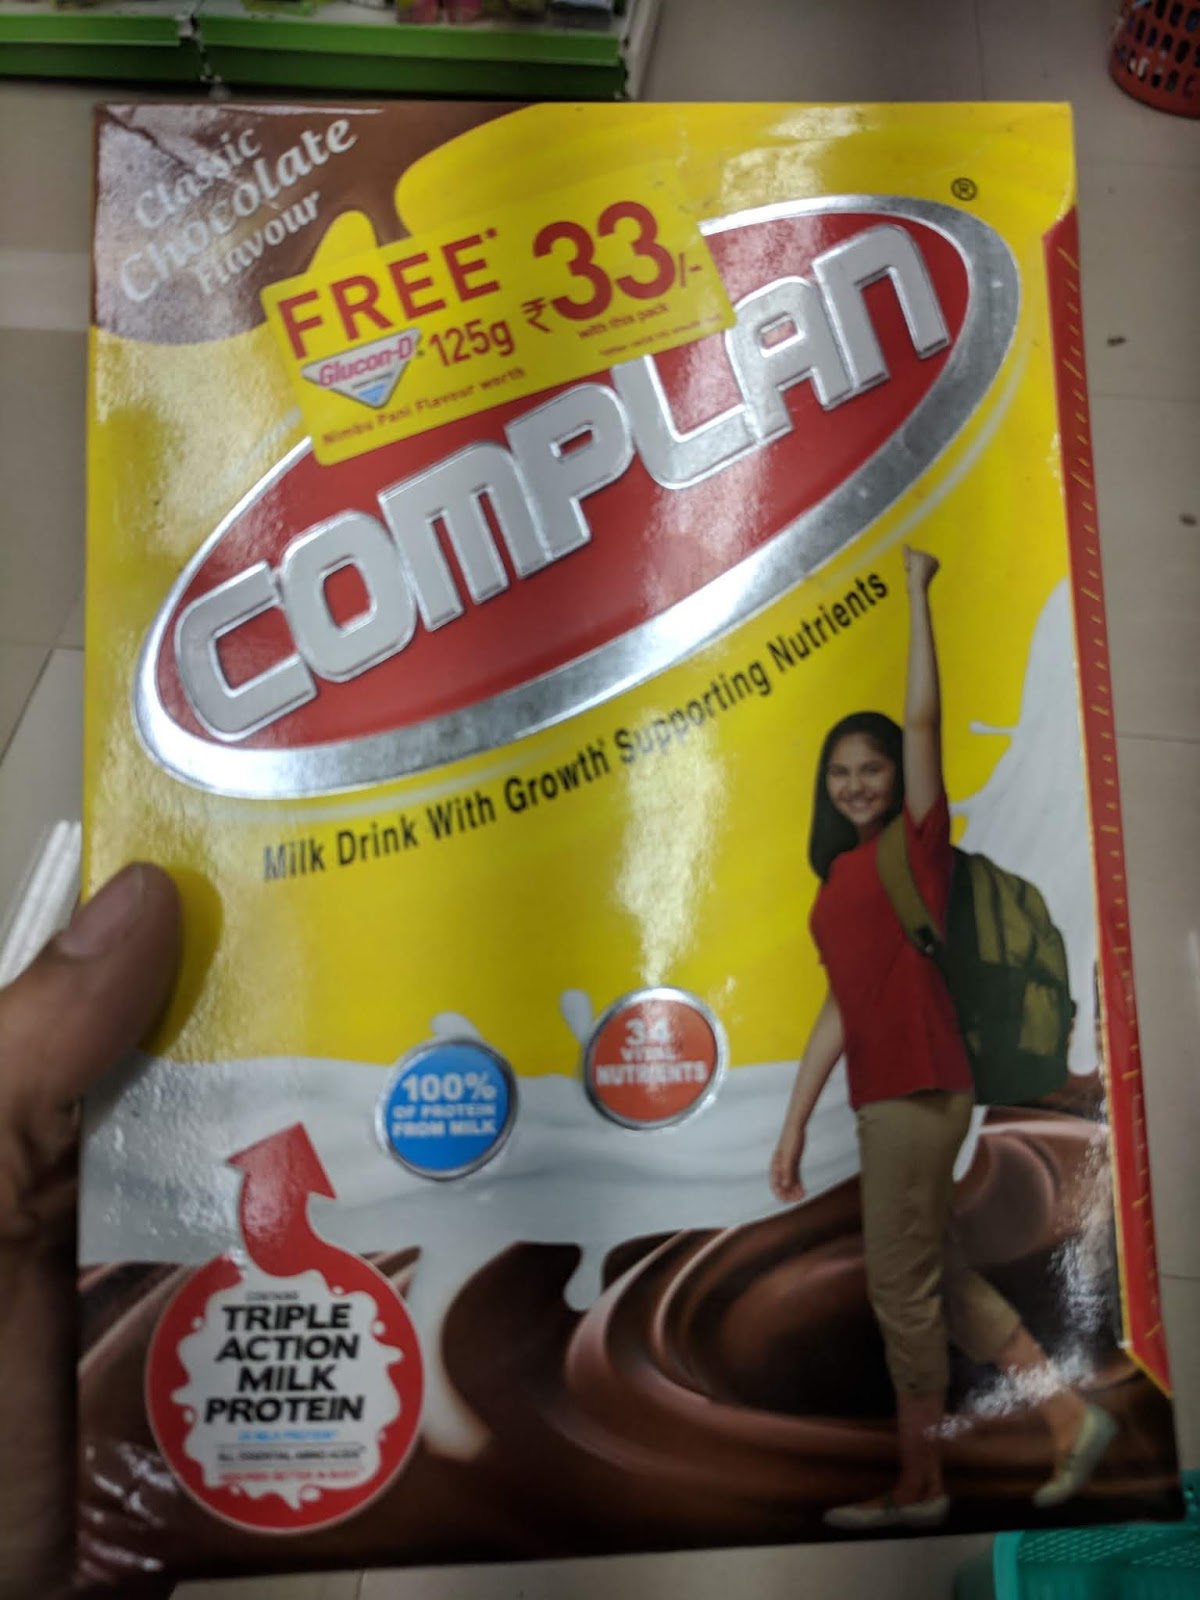 Classic
Chocolate
Flavour
FREE*
₹33/-
Glucon-D 125g
with this pack
Nimbu Pani Flavour worth
COMPLAN®
Milk Drink With Growth* Supporting Nutrients
34
VITAL
NUTRIENTS
100%
OF PROTEIN
FROM MILK
CONTAINS
TRIPLE
ACTION
MILK
PROTEIN